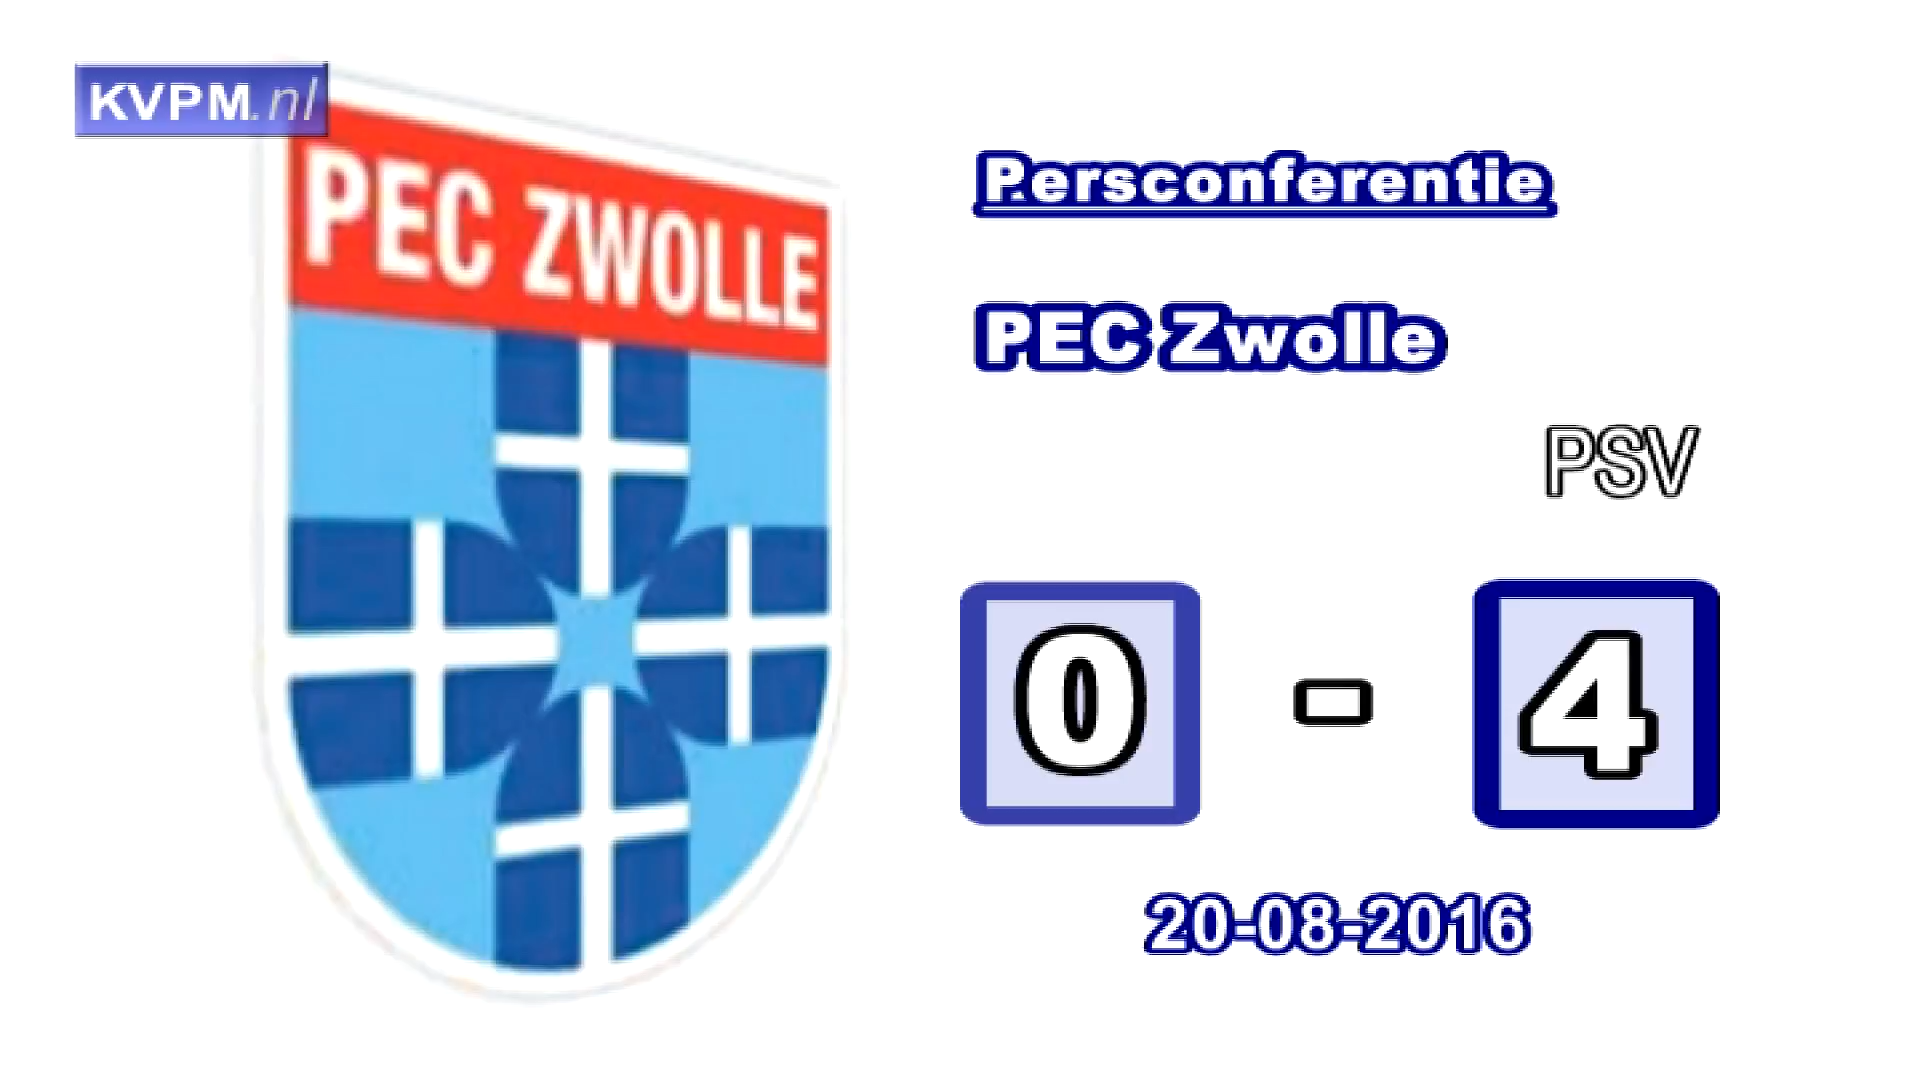 KVPM.nl
PEC ZWOLLE
Persconferentie
PEC Zwolle
PSV
0 - 4
20-08-2016